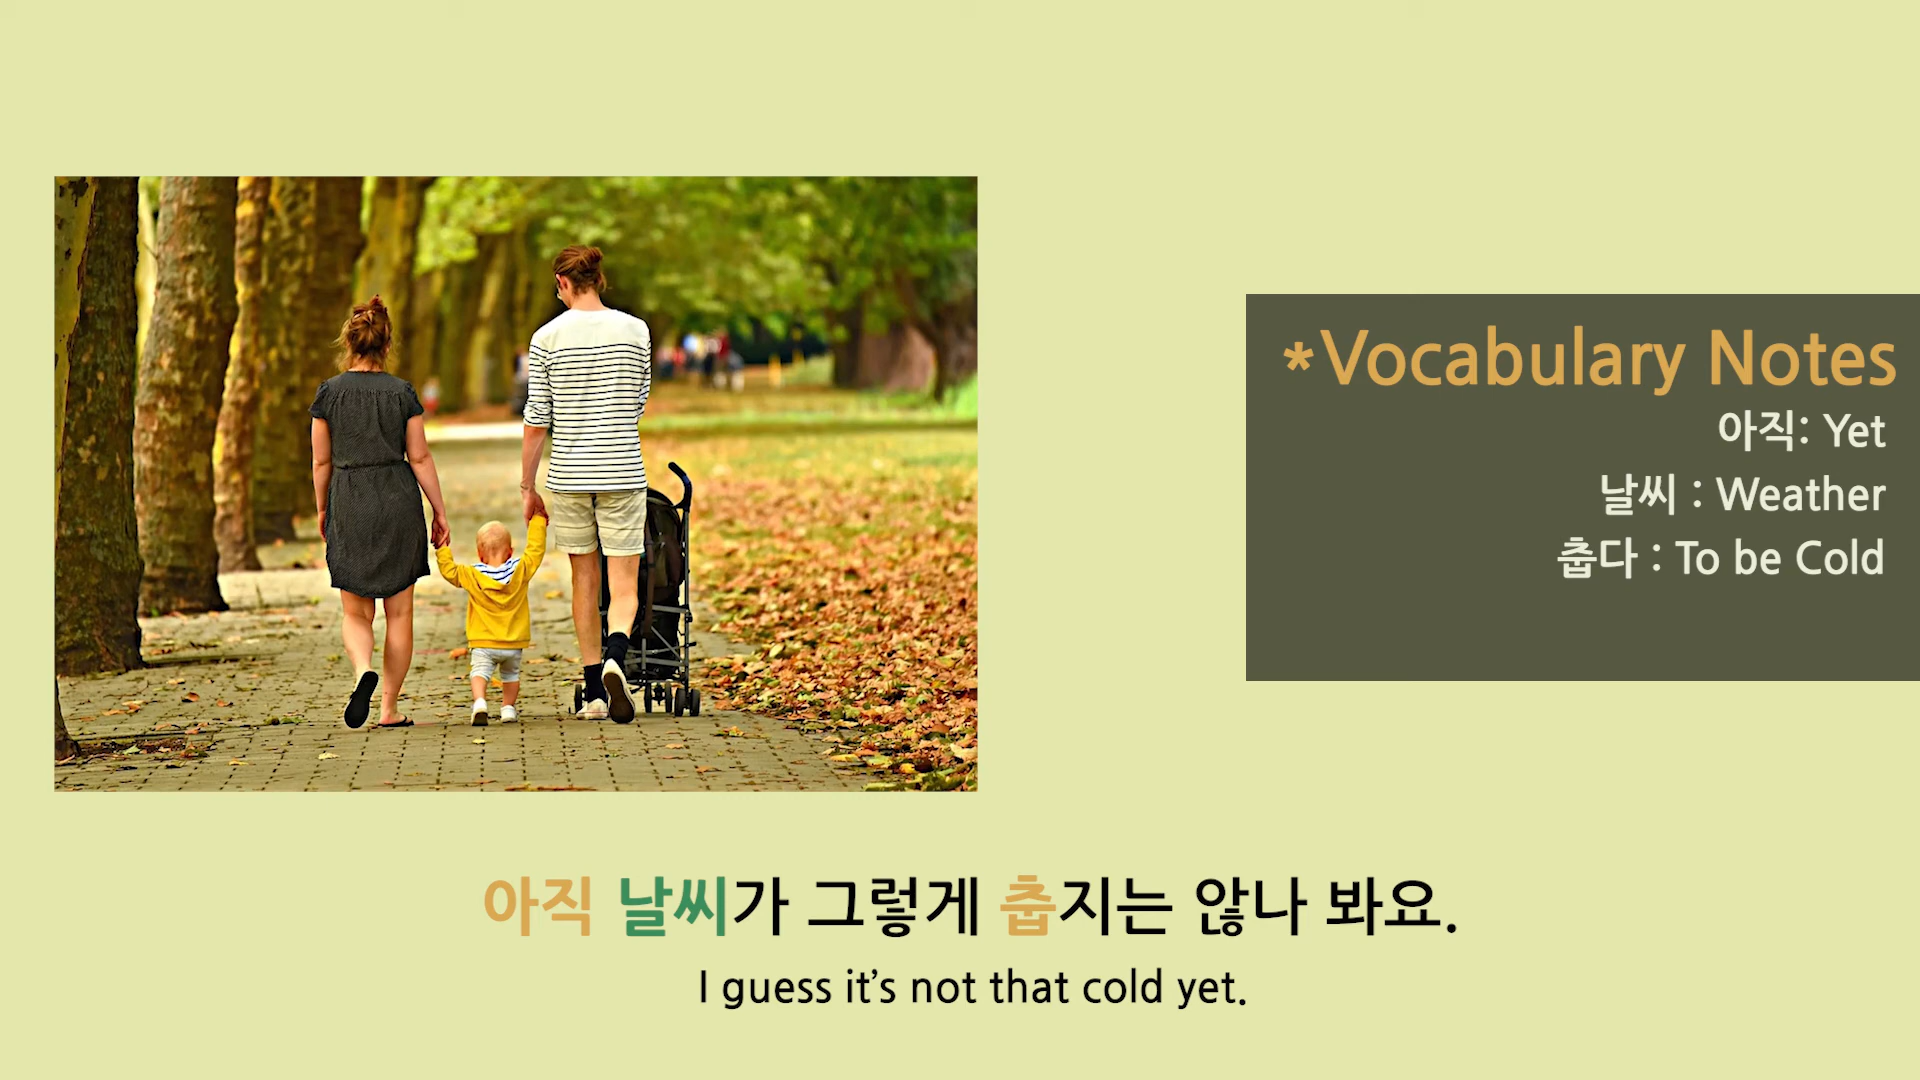 *Vocabulary Notes
아직: Yet
날씨 : Weather
춥다 : To be Cold
아직 날씨가 그렇게 춥지는 않나 봐요.
I guess it's not that cold yet.